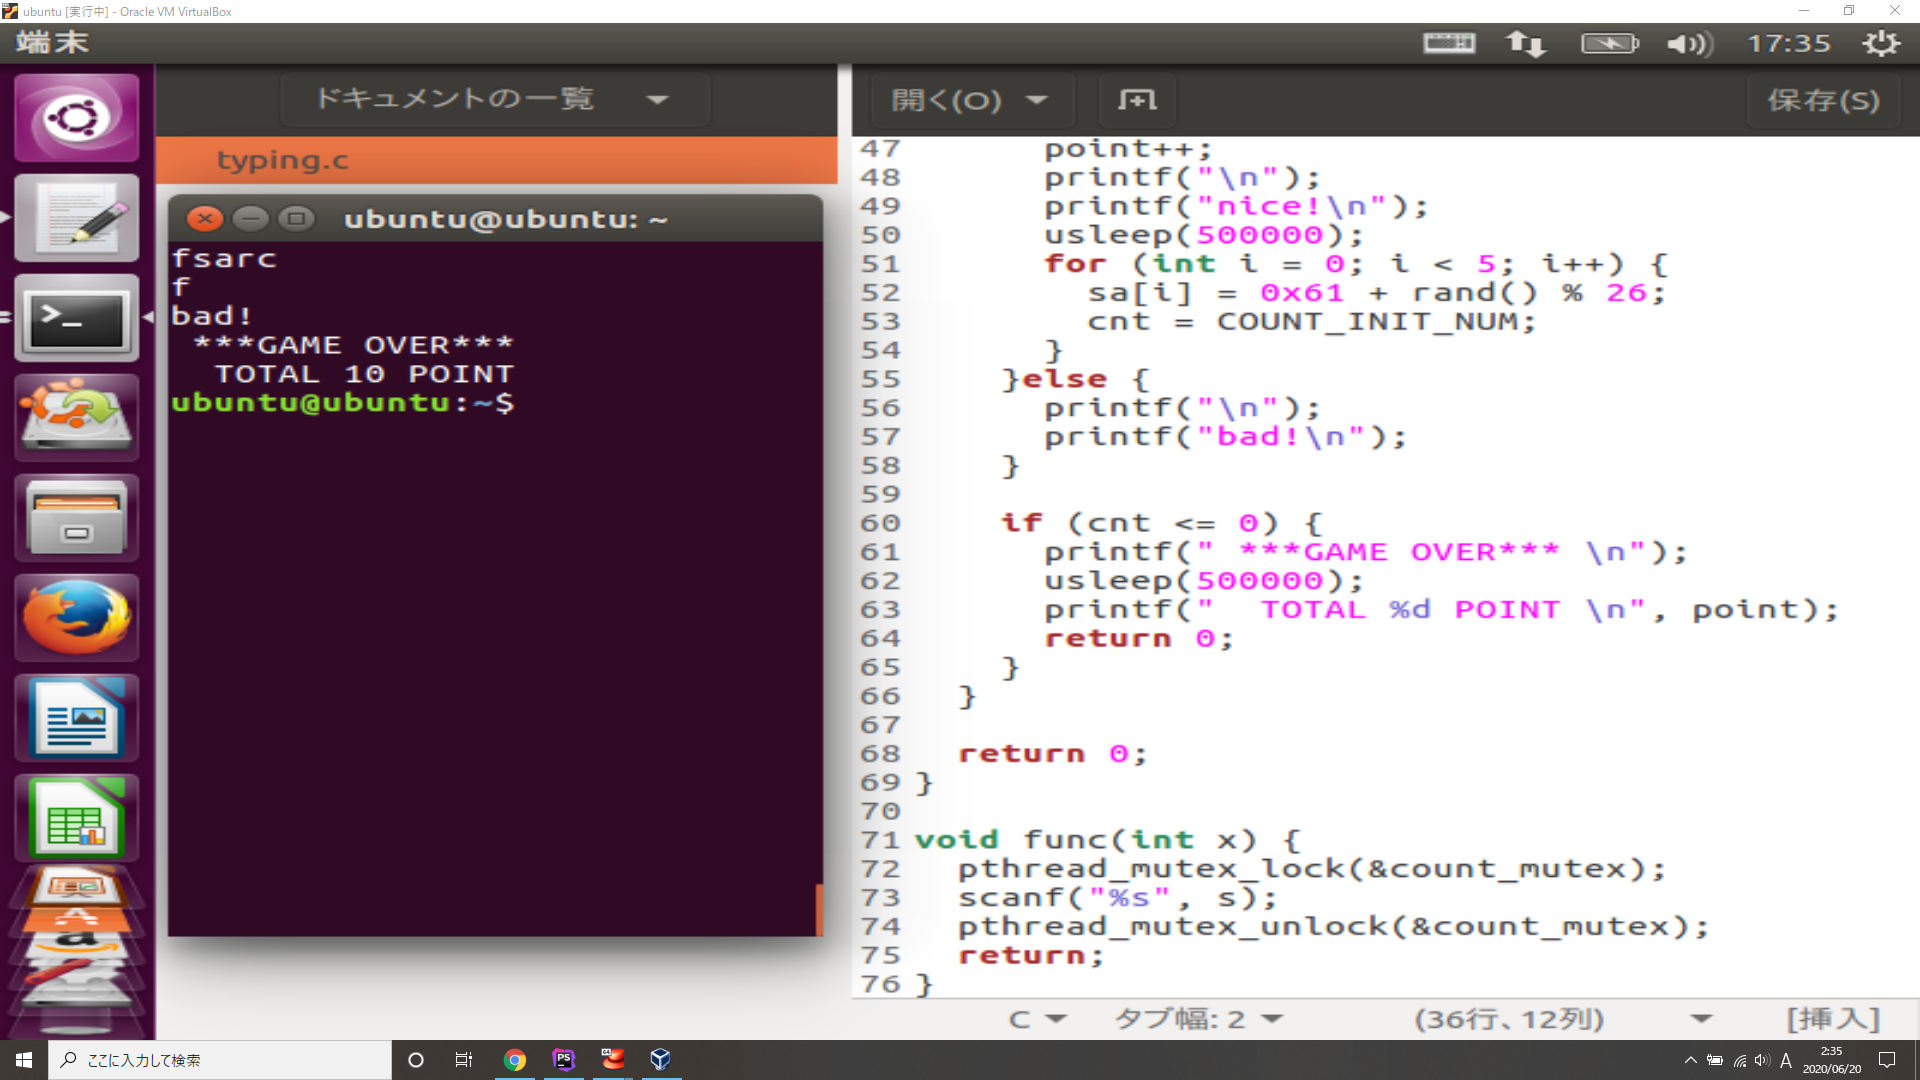 ubuntu [実行中] - Oracle VM VirtualBox
端末
17:35
ドキュメントの一覧
typing.c
ubuntu@ubuntu: ~
fsarc
f
bad!
***GAME OVER***
TOTAL 10 POINT
ubuntu@ubuntu:~$
開く(O)
保存(S)
47 point++;
48 printf("\n");
49 printf("nice!\n");
50 usleep(500000);
51 for (int i = 0; i < 5; i++) {
52 sa[i] = 0x61 + rand() % 26;
53 cnt = COUNT_INIT_NUM;
54 }
55 }else {
56 printf("\n");
57 printf("bad!\n");
58 }
59
60 if (cnt <= 0) {
61 printf(" ***GAME OVER*** \n");
62 usleep(500000);
63 printf("  TOTAL %d POINT \n", point);
64 return 0;
65 }
66 }
67
68 return 0;
69 }
70
71 void func(int x) {
72 pthread_mutex_lock(&count_mutex);
73 scanf("%s", s);
74 pthread_mutex_unlock(&count_mutex);
75 return;
76 }
C タブ幅: 2 (36行、12列) [挿入]
ここに入力して検索
PS
A
2:35
2020/06/20